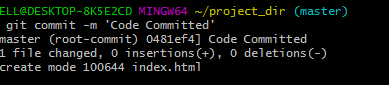 ELL@DESKTOP-8K5E2CD MINGW64 ~/project_dir (master)
git commit -m 'Code Committed'
master (root-commit) 0481ef4] Code Committed
1 file changed, 0 insertions(+), 0 deletions(-)
create mode 100644 index.html